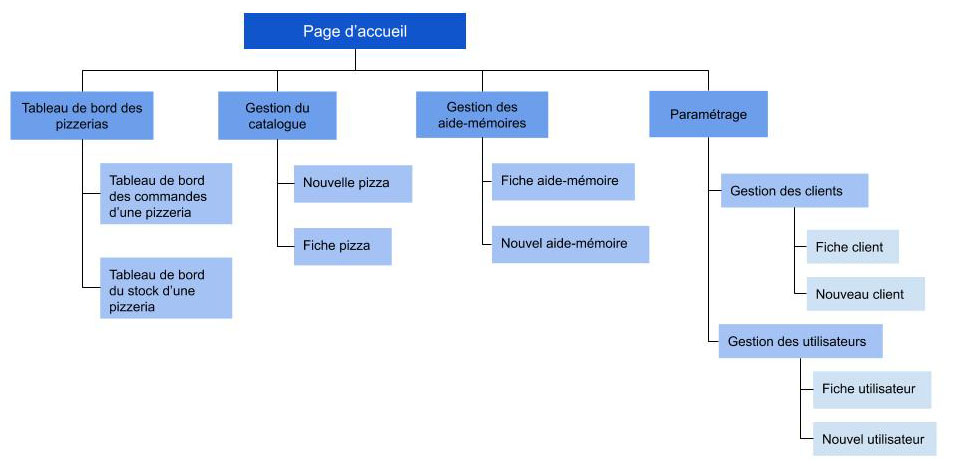 Page d’accueil
Tableau de bord des
pizzerias
Gestion du
catalogue
Gestion des
aide-mémoires
Paramétrage
Tableau de bord
des commandes
d’une pizzeria
Tableau de bord
du stock d’une
pizzeria
Nouvelle pizza
Fiche pizza
Fiche aide-mémoire
Nouvel aide-mémoire
Gestion des clients
Fiche client
Nouveau client
Gestion des utilisateurs
Fiche utilisateur
Nouvel utilisateur